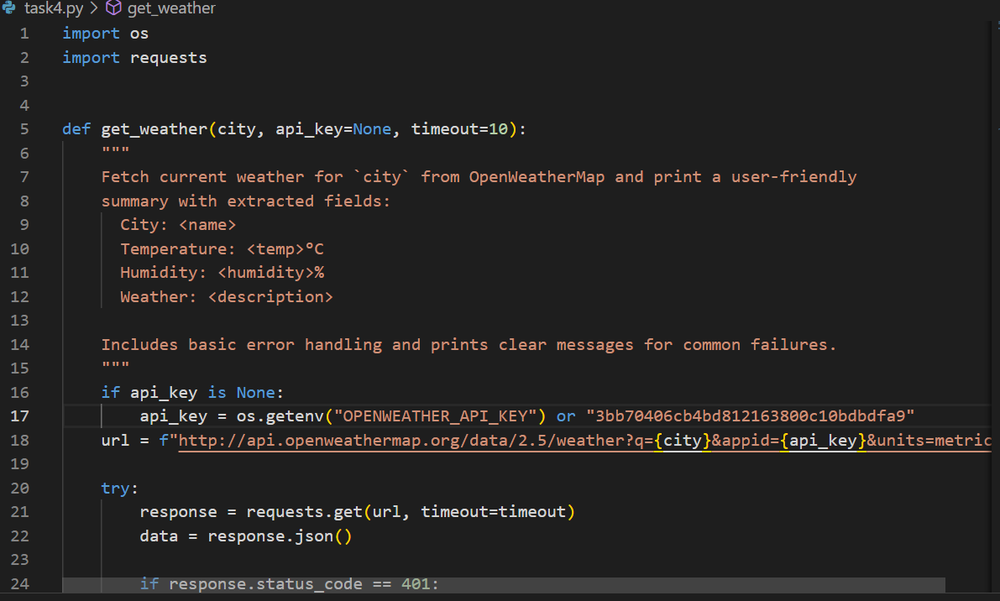 task4.py > get_weather
1 import os
2 import requests
3
4
5 def get_weather(city, api_key=None, timeout=10):
6 """
7 Fetch current weather for `city` from OpenWeatherMap and print a user-friendly
8 summary with extracted fields:
9 City: <name>
10 Temperature: <temp>°C
11 Humidity: <humidity>%
12 Weather: <description>
13
14 Includes basic error handling and prints clear messages for common failures.
15 """
16 if api_key is None:
17 api_key = os.getenv("OPENWEATHER_API_KEY") or "3bb70406cb4bd812163800c10bdbdfa9"
18 url = f"http://api.openweathermap.org/data/2.5/weather?q={city}&appid={api_key}&units=metric
19
20 try:
21 response = requests.get(url, timeout=timeout)
22 data = response.json()
23
24 if response.status_code == 401: